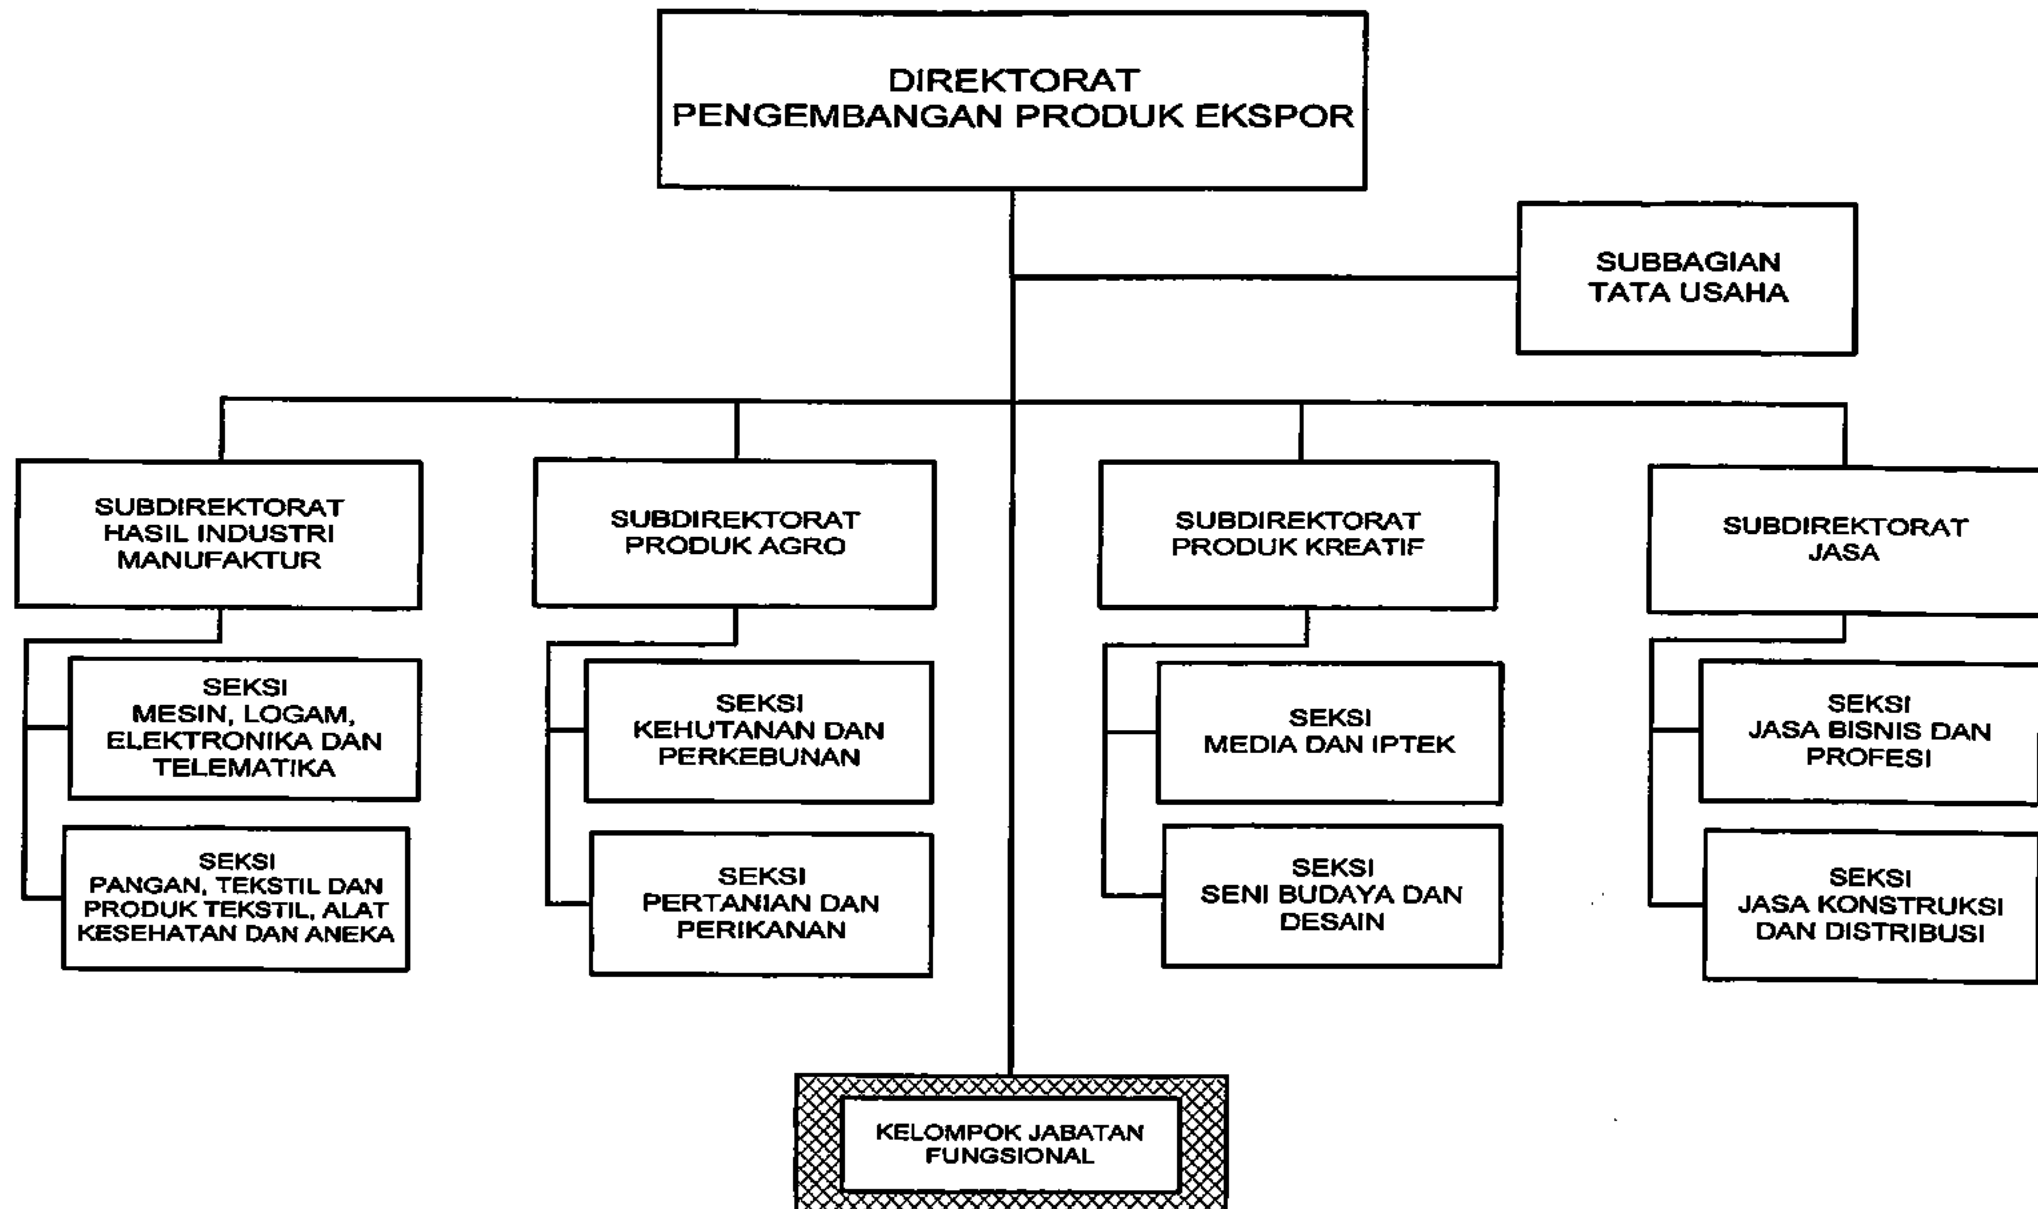 DIREKTORAT
PENGEMBANGAN PRODUK EKSPOR
SUBBAGIAN
TATA USAHA
SUBDIREKTORAT
HASIL INDUSTRI
MANUFAKTUR
SUBDIREKTORAT
PRODUK AGRO
SUBDIREKTORAT
PRODUK KREATIF
SUBDIREKTORAT
JASA
SEKSI
MESIN, LOGAM,
ELEKTRONIKA DAN
TELEMATIKA
SEKSI
KEHUTANAN DAN
PERKEBUNAN
SEKSI
MEDIA DAN IPTEK
SEKSI
JASA BISNIS DAN
PROFESI
SEKSI
PANGAN, TEKSTIL DAN
PRODUK TEKSTIL, ALAT
KESEHATAN DAN ANEKA
SEKSI
PERTANIAN DAN
PERIKANAN
SEKSI
SENI BUDAYA DAN
DESAIN
SEKSI
JASA KONSTRUKSI
DAN DISTRIBUSI
KELOMPOK JABATAN
FUNGSIONAL